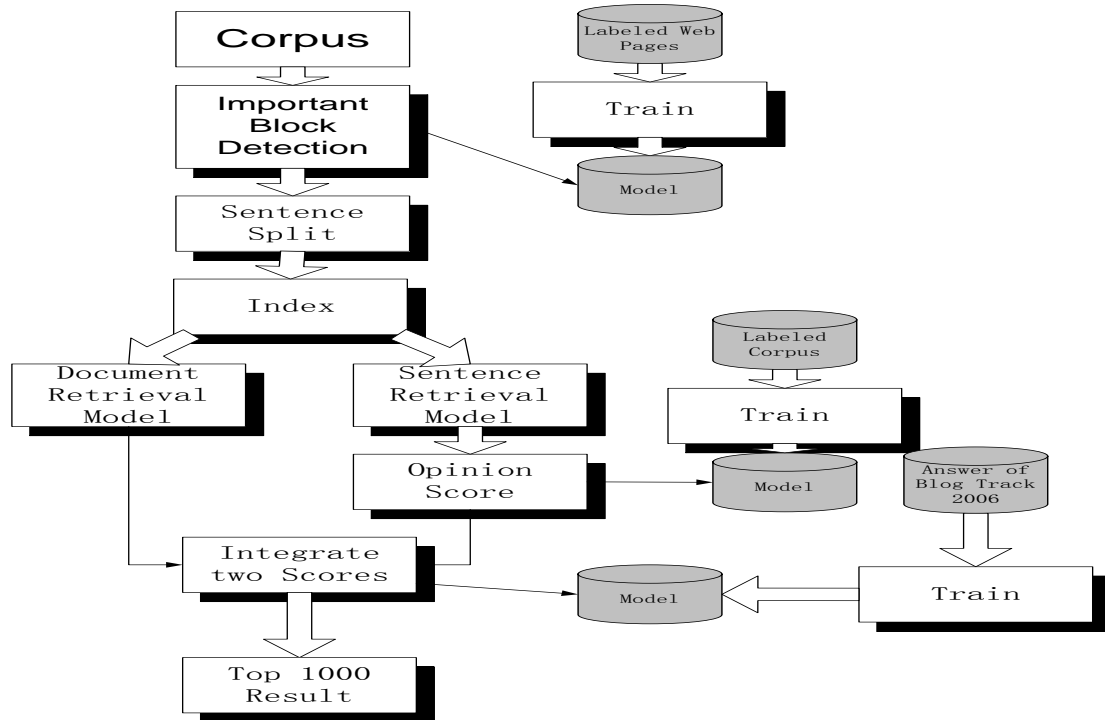 Corpus
Labeled Web
Pages
Important
Block
Detection
Train
Model
Sentence
Split
Index
Labeled
Corpus
Document
Retrieval
Model
Sentence
Retrieval
Model
Train
Opinion
Score
Model
Answer of
Blog Track
2006
Integrate
two Scores
Model
Train
Top 1000
Result